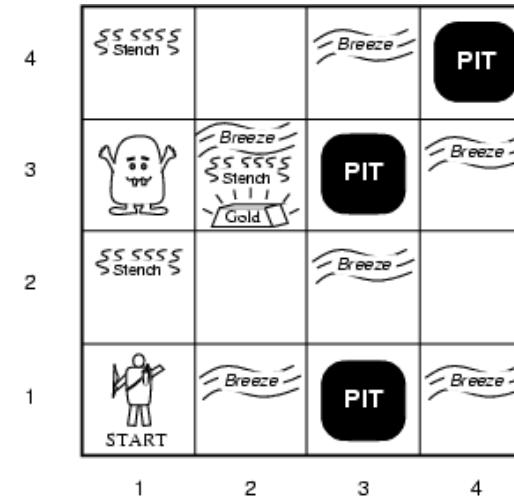 4
Stench
Breeze
PIT
3
Breeze
Stench
Gold
PIT
Breeze
2
Stench
Breeze
1
START
Breeze
PIT
Breeze
1 2 3 4